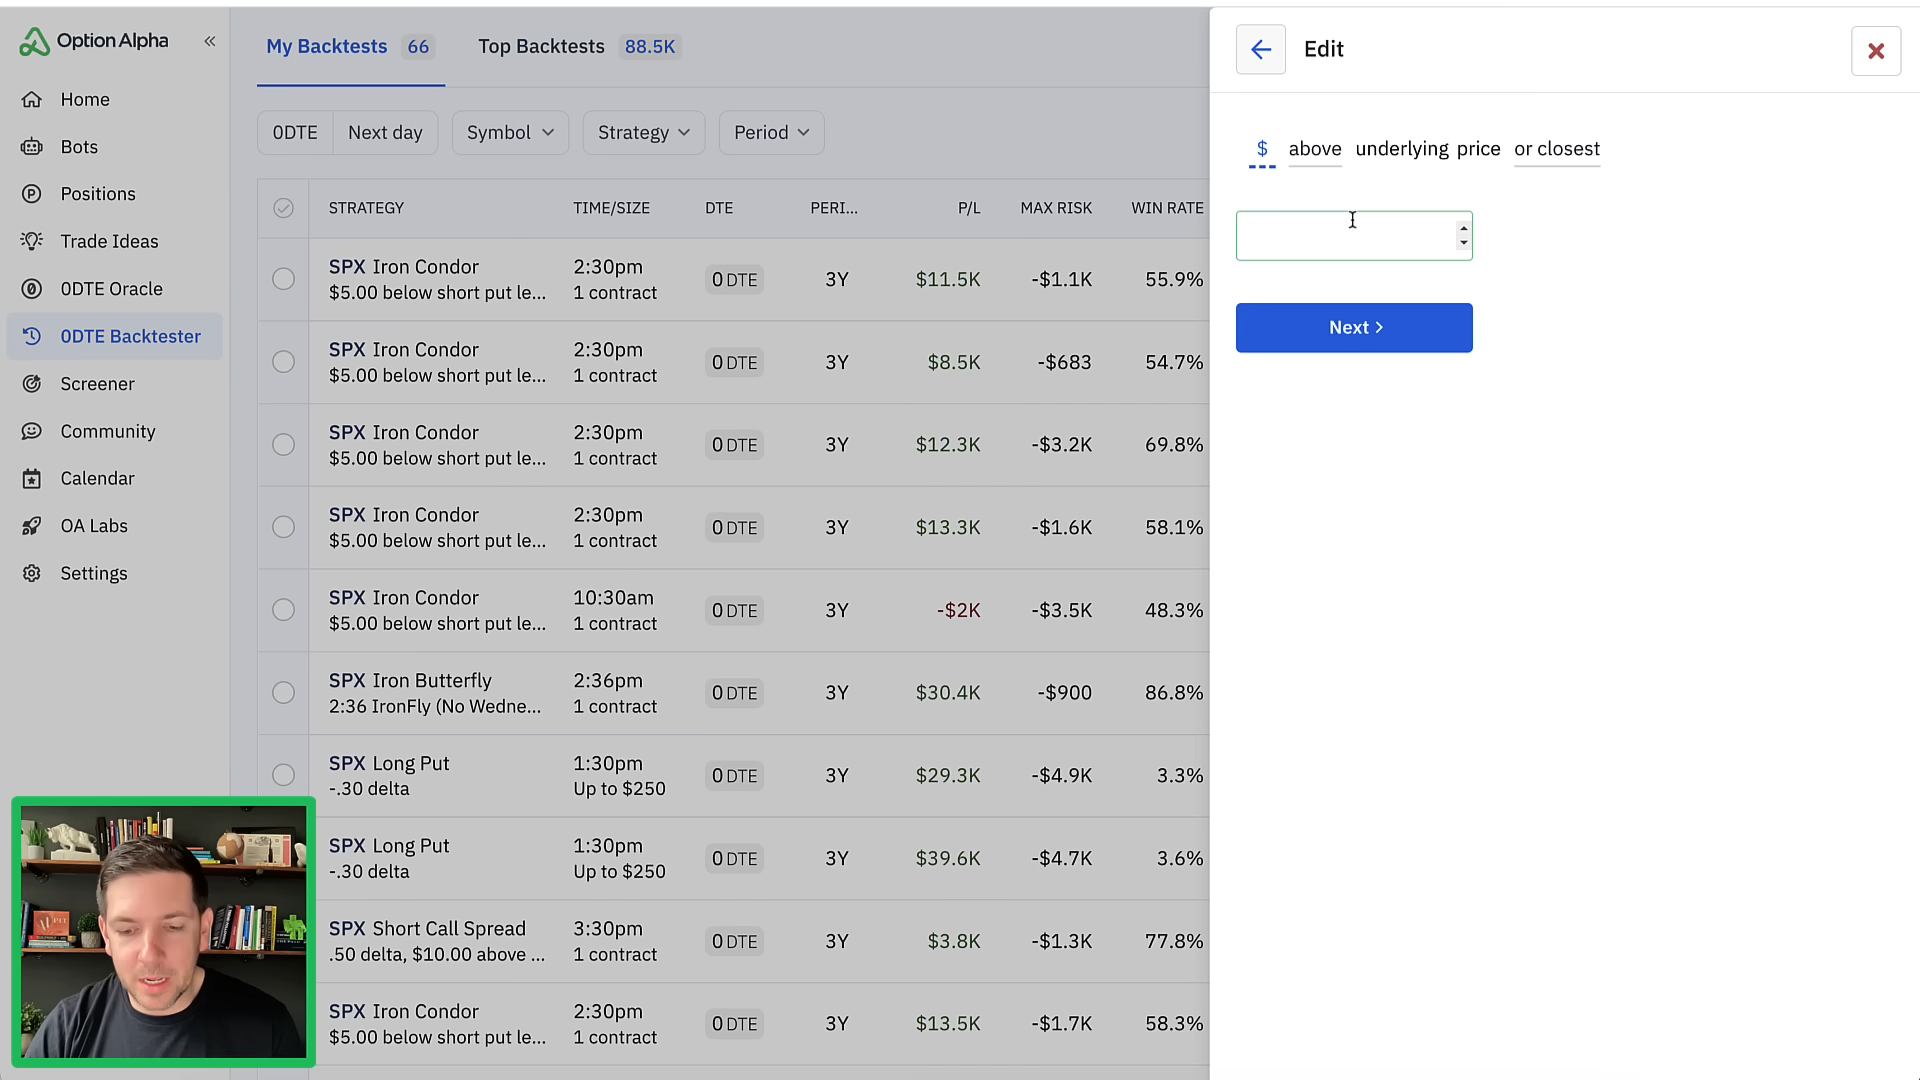 Option Alpha
Home
Bots
Positions
Trade Ideas
0DTE Oracle
0DTE Backtester
Screener
Community
Calendar
OA Labs
Settings
My Backtests 66 Top Backtests 88.5K
0DTE Next day Symbol Strategy Period
STRATEGY TIME/SIZE DTE PERI... P/L MAX RISK WIN RATE
SPX Iron Condor 2:30pm 0 DTE 3Y $11.5K -$1.1K 55.9%
$5.00 below short put le... 1 contract
SPX Iron Condor 2:30pm 0 DTE 3Y $8.5K -$683 54.7%
$5.00 below short put le... 1 contract
SPX Iron Condor 2:30pm 0 DTE 3Y $12.3K -$3.2K 69.8%
$5.00 below short put le... 1 contract
SPX Iron Condor 2:30pm 0 DTE 3Y $13.3K -$1.6K 58.1%
$5.00 below short put le... 1 contract
SPX Iron Condor 10:30am 0 DTE 3Y -$2K -$3.5K 48.3%
$5.00 below short put le... 1 contract
SPX Iron Butterfly 2:36pm 0 DTE 3Y $30.4K -$900 86.8%
2:36 IronFly (No Wedne... 1 contract
SPX Long Put 1:30pm 0 DTE 3Y $29.3K -$4.9K 3.3%
-.30 delta Up to $250
SPX Long Put 1:30pm 0 DTE 3Y $39.6K -$4.7K 3.6%
-.30 delta Up to $250
SPX Short Call Spread 3:30pm 0 DTE 3Y $3.8K -$1.3K 77.8%
.50 delta, $10.00 above ... 1 contract
SPX Iron Condor 2:30pm 0 DTE 3Y $13.5K -$1.7K 58.3%
$5.00 below short put le... 1 contract
Edit
$ above underlying price or closest
Next